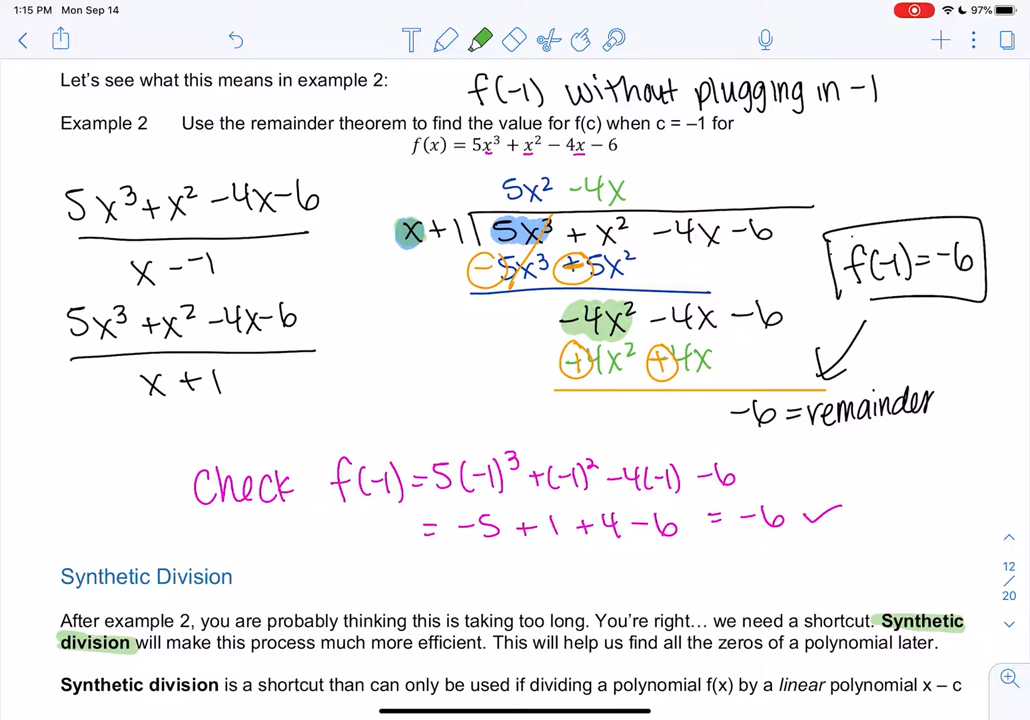 1:15 PM Mon Sep 14
97%
T
Let's see what this means in example 2:
f(-1) without plugging in -1
Example 2 Use the remainder theorem to find the value for f(c) when c = –1 for
f(x) = 5x³ + x² − 4x − 6
5x³+x² -4x-6
x - -1
5x³ +x² -4x-6
x +1
5x² -4x
x +1 5x³ + x² -4x -6
- 5x³ + 5x²
-4x² -4x -6
+4x² +4x
-6 = remainder
f(-1) = -6
Check f(-1) = 5(-1)³ +(-1)² -4(-1) -6
= -5 +1 +4 -6 = -6 ✓
Synthetic Division
After example 2, you are probably thinking this is taking too long. You're right… we need a shortcut. Synthetic
division will make this process much more efficient. This will help us find all the zeros of a polynomial later.
Synthetic division is a shortcut than can only be used if dividing a polynomial f(x) by a linear polynomial x – c
12
/
20